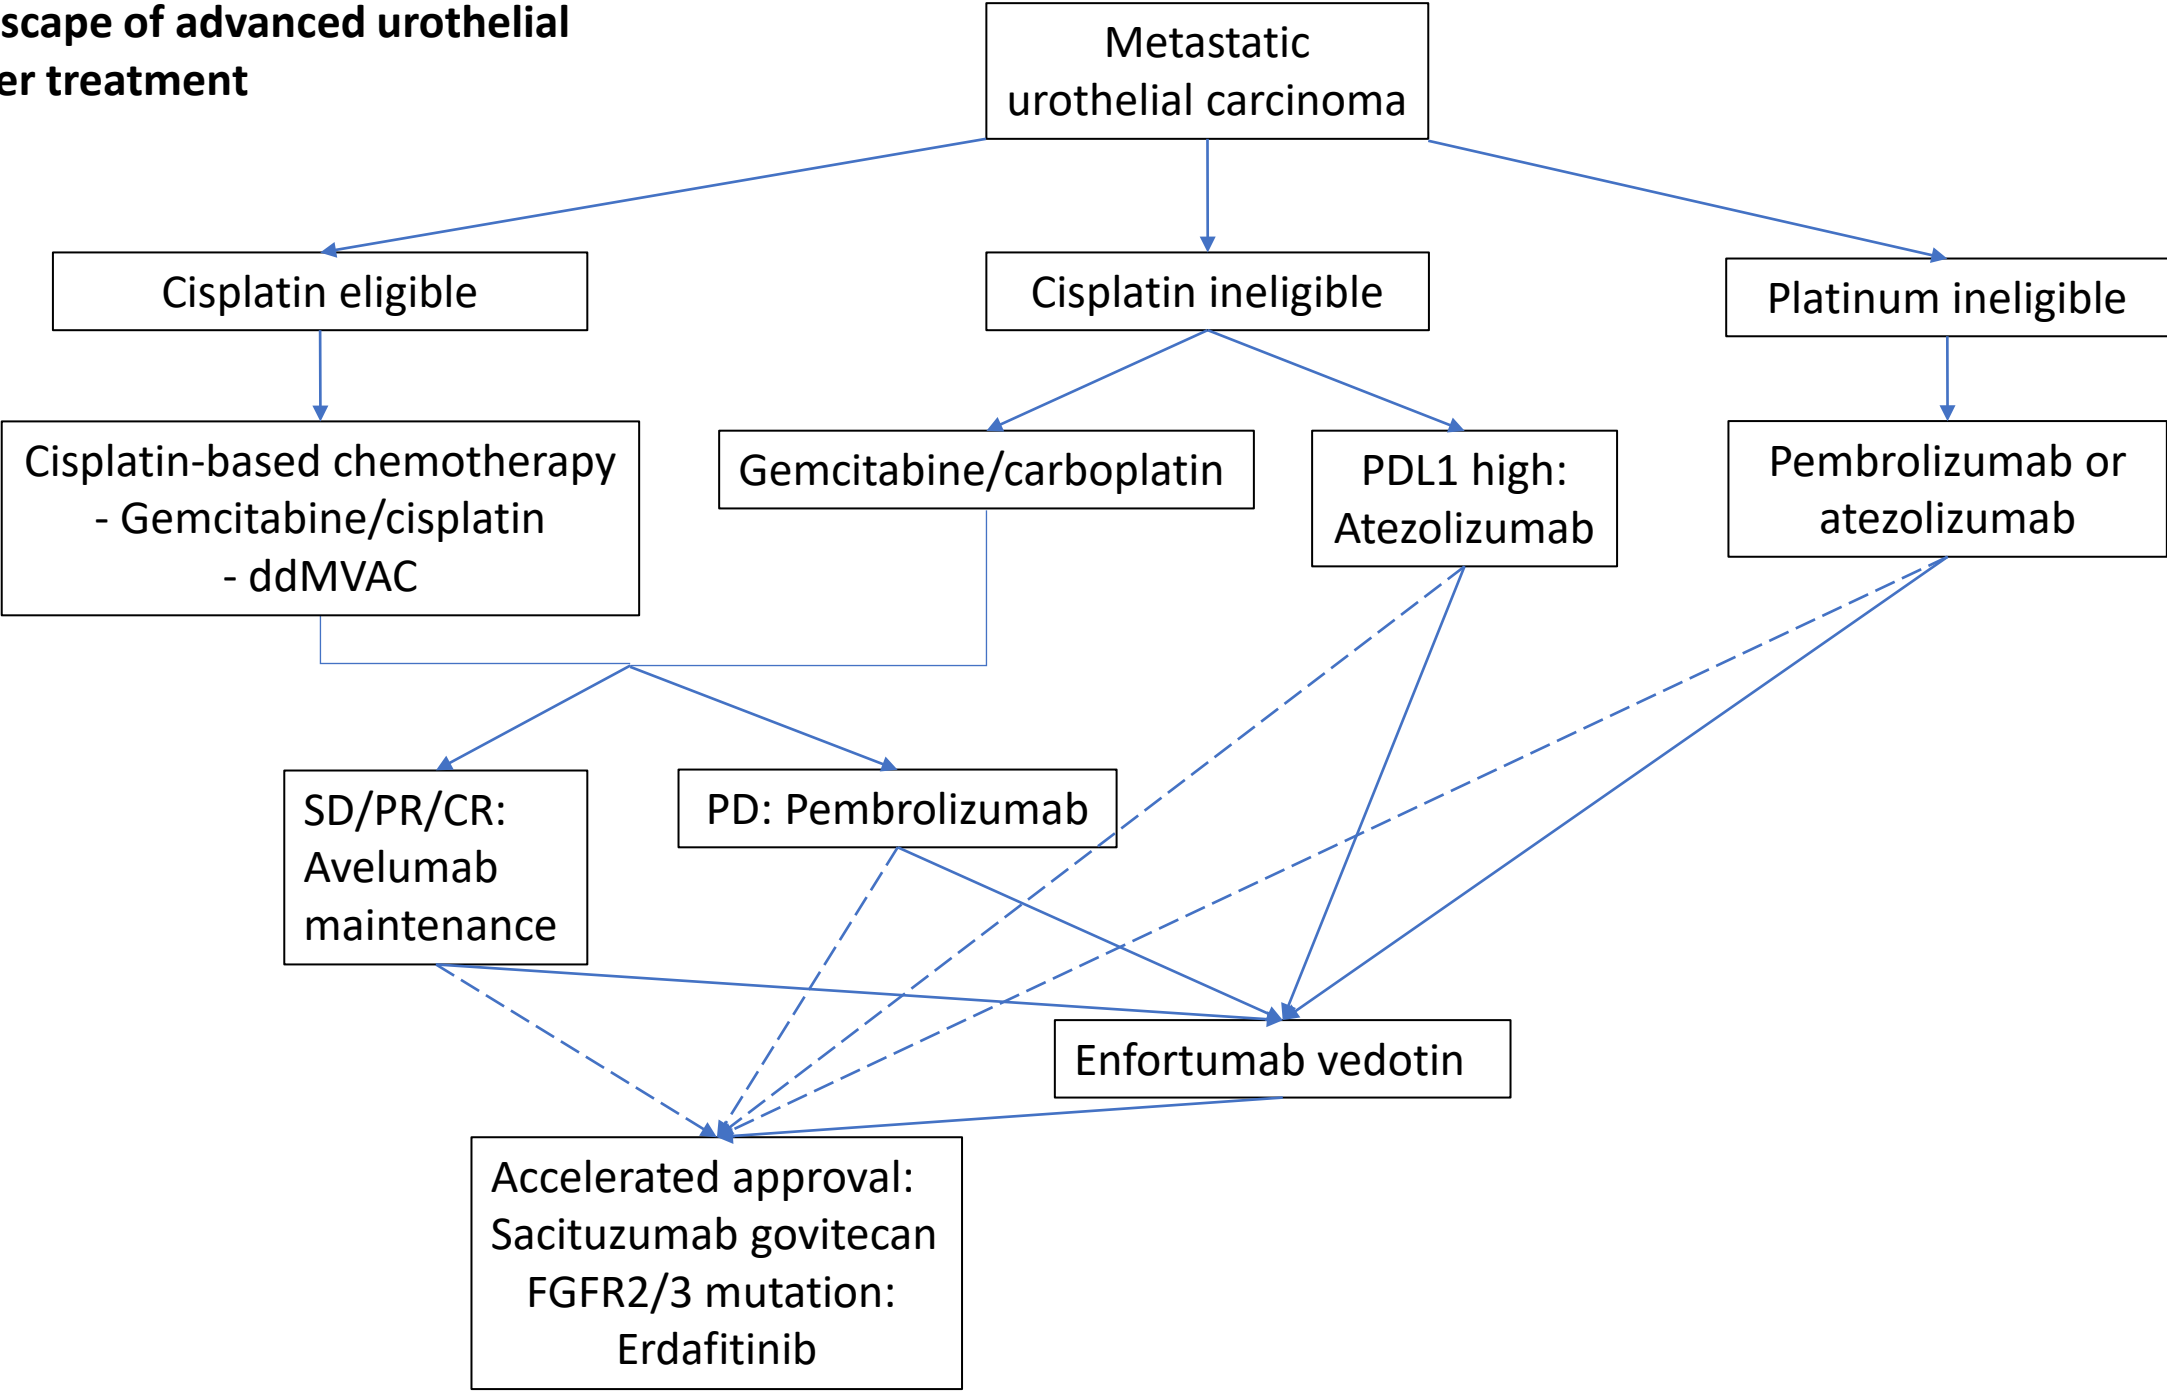 scape of advanced urothelial
er treatment
Metastatic
urothelial carcinoma
Cisplatin eligible
Cisplatin ineligible
Platinum ineligible
Cisplatin-based chemotherapy
- Gemcitabine/cisplatin
- ddMVAC
Gemcitabine/carboplatin
PDL1 high:
Atezolizumab
Pembrolizumab or
atezolizumab
SD/PR/CR:
Avelumab
maintenance
PD: Pembrolizumab
Enfortumab vedotin
Accelerated approval:
Sacituzumab govitecan
FGFR2/3 mutation:
Erdafitinib